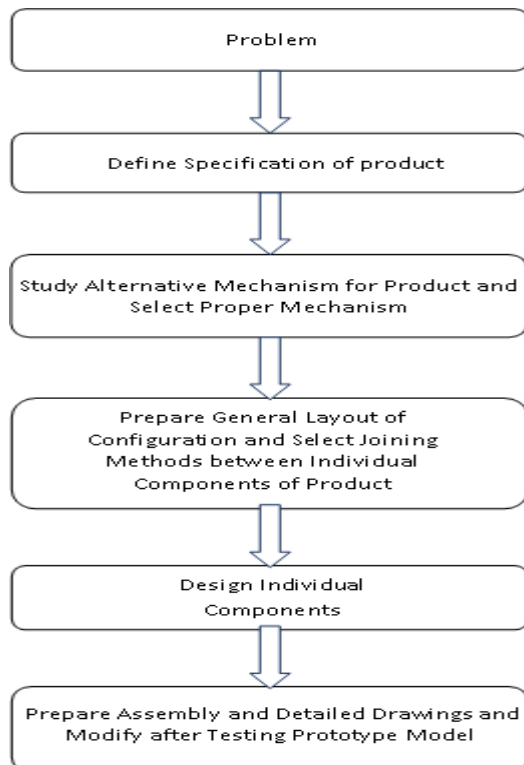 Problem
Define Specification of product
Study Alternative Mechanism for Product and
Select Proper Mechanism
Prepare General Layout of
Configuration and Select Joining
Methods between Individual
Components of Product
Design Individual
Components
Prepare Assembly and Detailed Drawings and
Modify after Testing Prototype Model